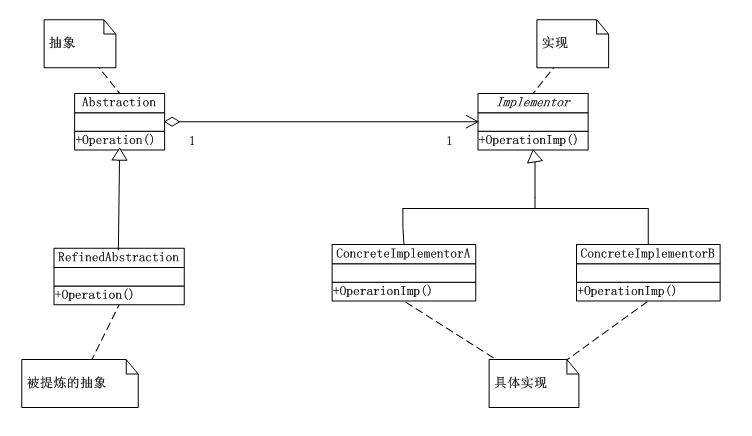 抽象
实现
Abstraction
+Operation()
1
1
Implementor
+OperationImp()
RefinedAbstraction
+Operation()
ConcreteImplementorA
+OperarionImp()
ConcreteImplementorB
+OperationImp()
被提炼的抽象
具体实现